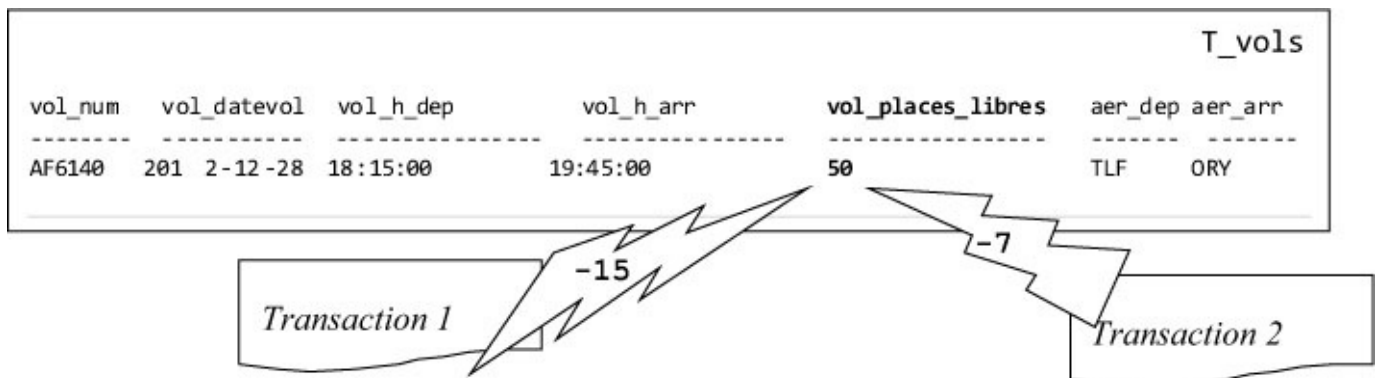 T_vols
vol_num vol_datevol vol_h_dep vol_h_arr vol_places_libres aer_dep aer_arr
-------- ----------- ---------------- ---------------- ----------------- ------- -------
AF6140 201 2-12-28 18:15:00 19:45:00 50 TLF ORY
-15 -7
Transaction 1 Transaction 2